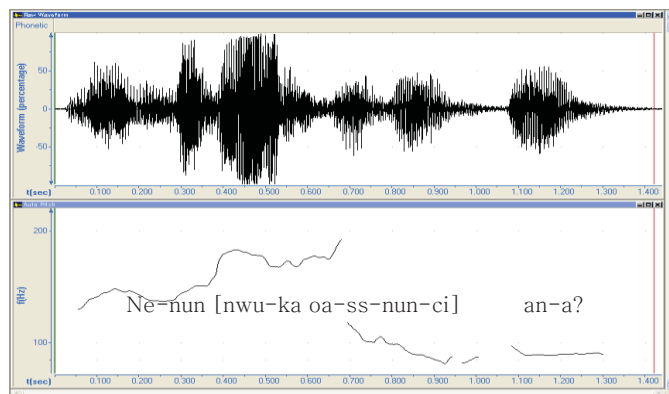 Raw Waveform
Phonetic
Waveform (percentage)
50
0
-50
t(sec) 0.100 0.200 0.300 0.400 0.500 0.600 0.700 0.800 0.900 1.000 1.100 1.200 1.300 1.400
Auto Pitch
f(Hz)
200
Ne-nun [nwu-ka oa-ss-nun-ci] an-a?
100
t(sec) 0.100 0.200 0.300 0.400 0.500 0.600 0.700 0.800 0.900 1.000 1.100 1.200 1.300 1.400